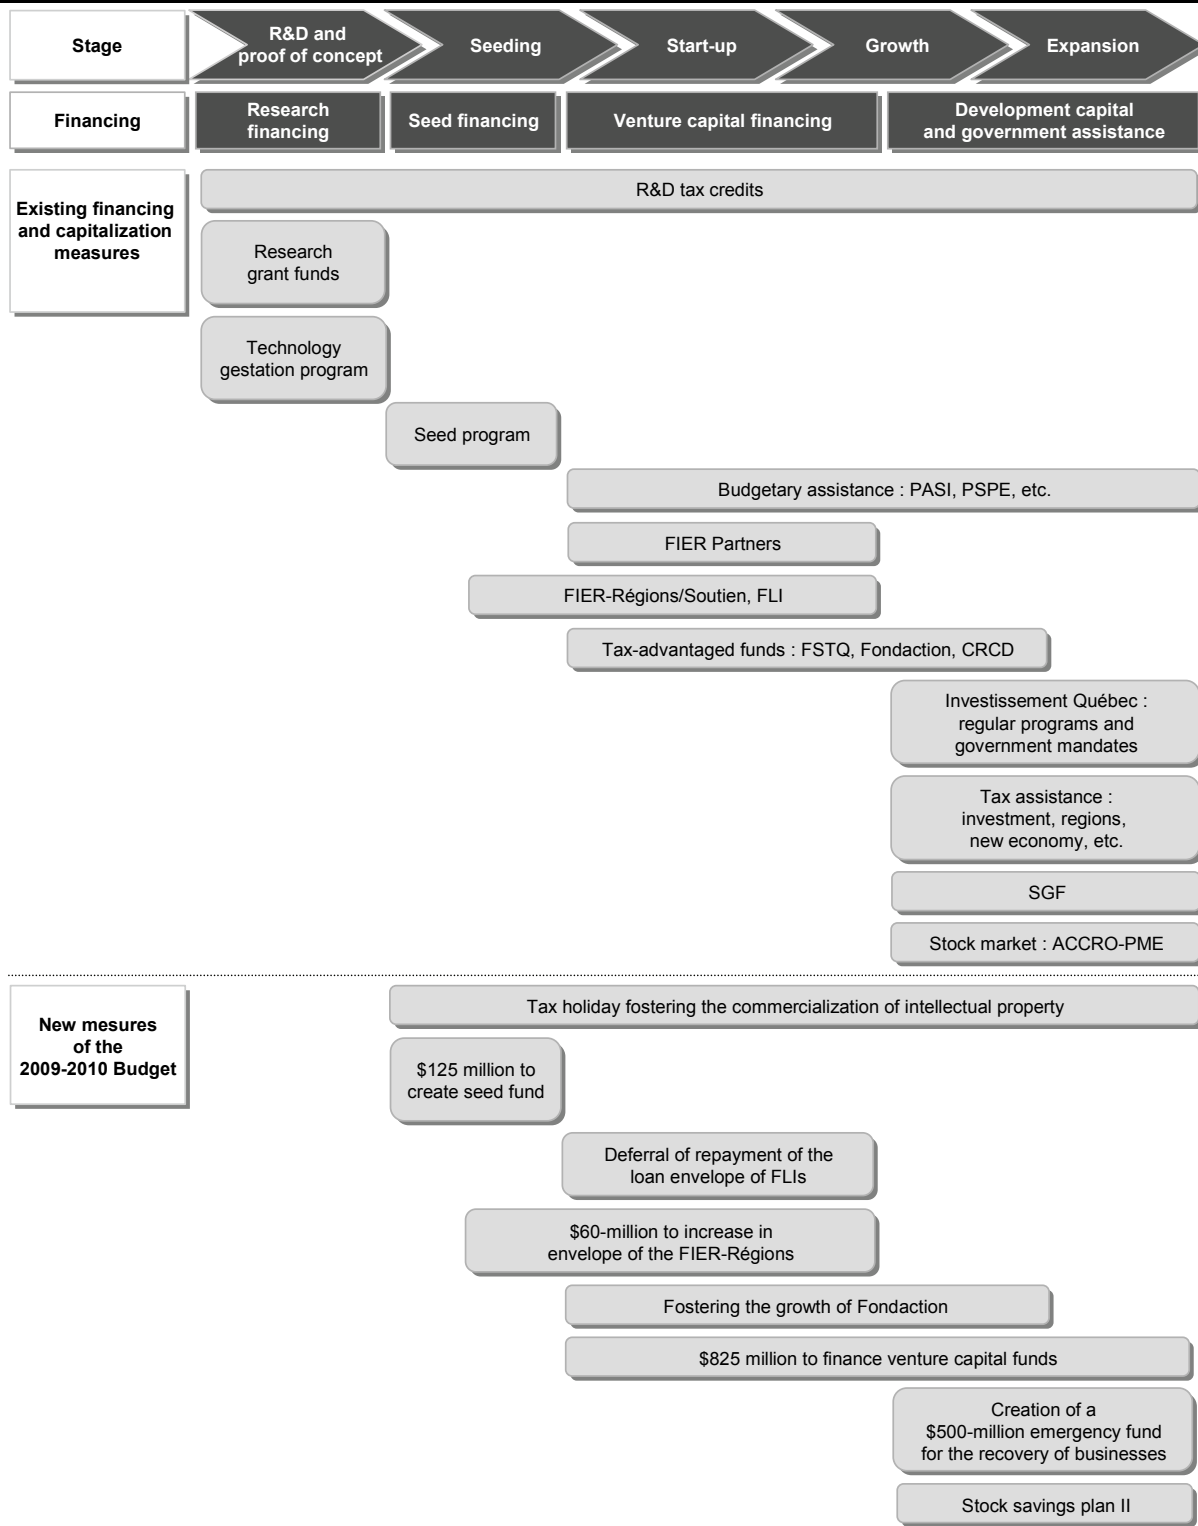 Stage
R&D and
proof of concept
Seeding
Start-up
Growth
Expansion
Financing
Research
financing
Seed financing
Venture capital financing
Development capital
and government assistance
Existing financing
and capitalization
measures
R&D tax credits
Research
grant funds
Technology
gestation program
Seed program
Budgetary assistance : PASI, PSPE, etc.
FIER Partners
FIER-Régions/Soutien, FLI
Tax-advantaged funds : FSTQ, Fondaction, CRCD
Investissement Québec :
regular programs and
government mandates
Tax assistance :
investment, regions,
new economy, etc.
SGF
Stock market : ACCRO-PME
New mesures
of the
2009-2010 Budget
Tax holiday fostering the commercialization of intellectual property
$125 million to
create seed fund
Deferral of repayment of the
loan envelope of FLIs
$60-million to increase in
envelope of the FIER-Régions
Fostering the growth of Fondaction
$825 million to finance venture capital funds
Creation of a
$500-million emergency fund
for the recovery of businesses
Stock savings plan II